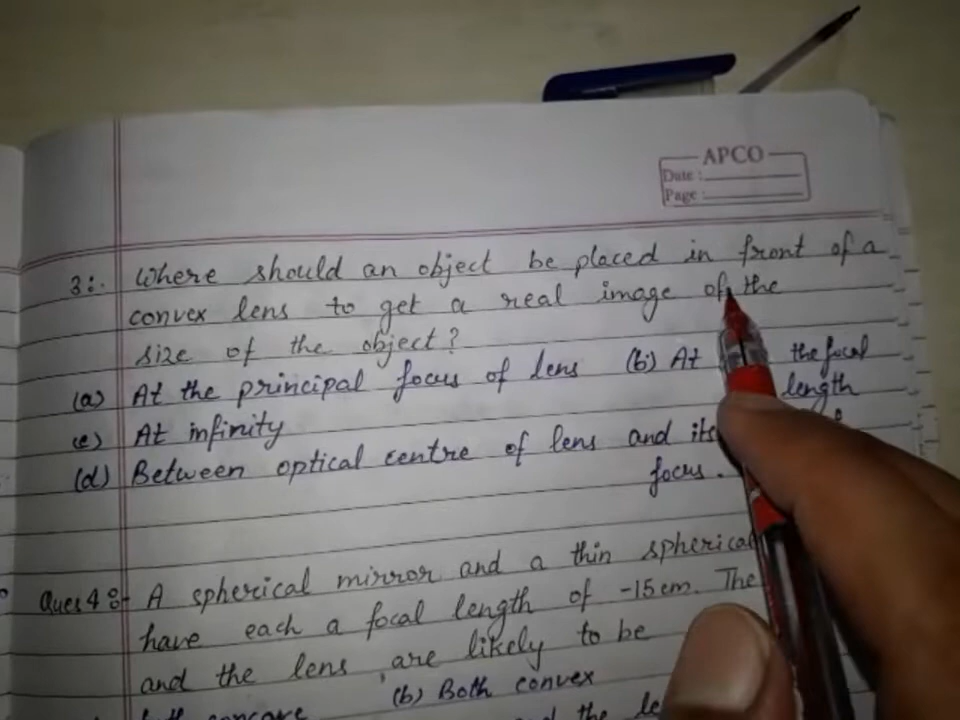 APCO
Date :
Page :
3:. Where should an object be placed in front of a
convex lens to get a real image of the
size of the object?
(a) At the principal focus of lens (b) At the focal
length
(c) At infinity
(d) Between optical centre of lens and its
focus.
Ques 4 :- A spherical mirror and a thin spherical
have each a focal length of -15 cm. The
and the lens are likely to be
(b) Both convex
concave
the